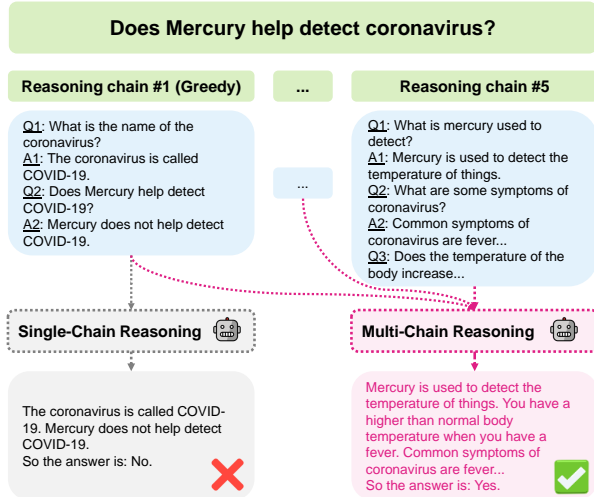 Does Mercury help detect coronavirus?
Reasoning chain #1 (Greedy)
...
Reasoning chain #5
Q1: What is the name of the
coronavirus?
A1: The coronavirus is called
COVID-19.
Q2: Does Mercury help detect
COVID-19?
A2: Mercury does not help detect
COVID-19.
...
Q1: What is mercury used to
detect?
A1: Mercury is used to detect the
temperature of things.
Q2: What are some symptoms of
coronavirus?
A2: Common symptoms of
coronavirus are fever...
Q3: Does the temperature of the
body increase...
Single-Chain Reasoning
Multi-Chain Reasoning
The coronavirus is called COVID-
19. Mercury does not help detect
COVID-19.
So the answer is: No.
Mercury is used to detect the
temperature of things. You have a
higher than normal body
temperature when you have a
fever. Common symptoms of
coronavirus are fever...
So the answer is: Yes.